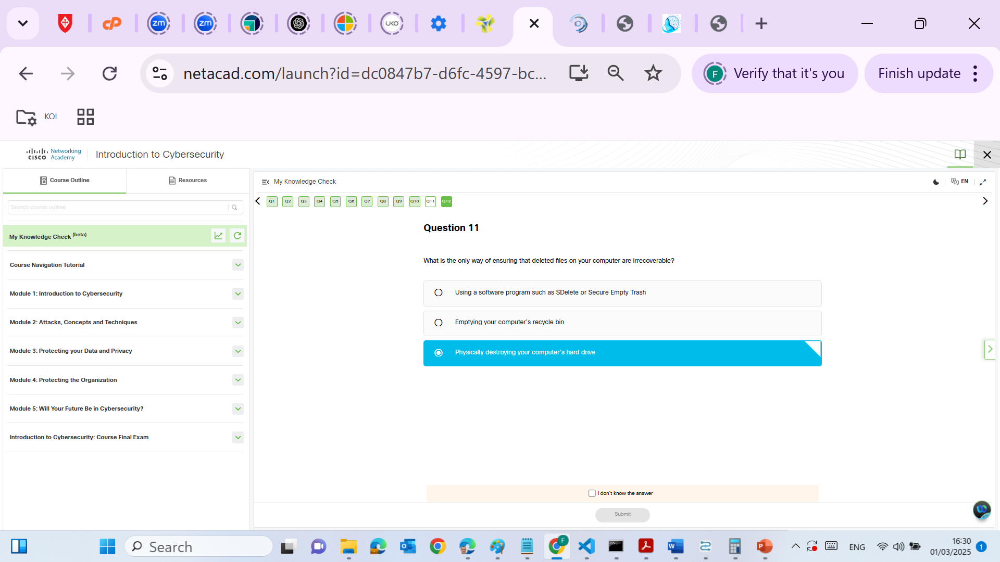 zm
zm
UKO
netacad.com/launch?id=dc0847b7-d6fc-4597-bc...
F
Verify that it's you
Finish update
KOI
CISCO
Networking
Academy
Introduction to Cybersecurity
Course Outline
Resources
Search course outline
My Knowledge Check (beta)
Course Navigation Tutorial
Module 1: Introduction to Cybersecurity
Module 2: Attacks, Concepts and Techniques
Module 3: Protecting your Data and Privacy
Module 4: Protecting the Organization
Module 5: Will Your Future Be in Cybersecurity?
Introduction to Cybersecurity: Course Final Exam
My Knowledge Check
EN
Q1 Q2 Q3 Q4 Q5 Q6 Q7 Q8 Q9 Q10 Q11 Q12
Question 11
What is the only way of ensuring that deleted files on your computer are irrecoverable?
Using a software program such as SDelete or Secure Empty Trash
Emptying your computer's recycle bin
Physically destroying your computer's hard drive
I don't know the answer
Submit
Search
F
ENG
16:30
01/03/2025
1